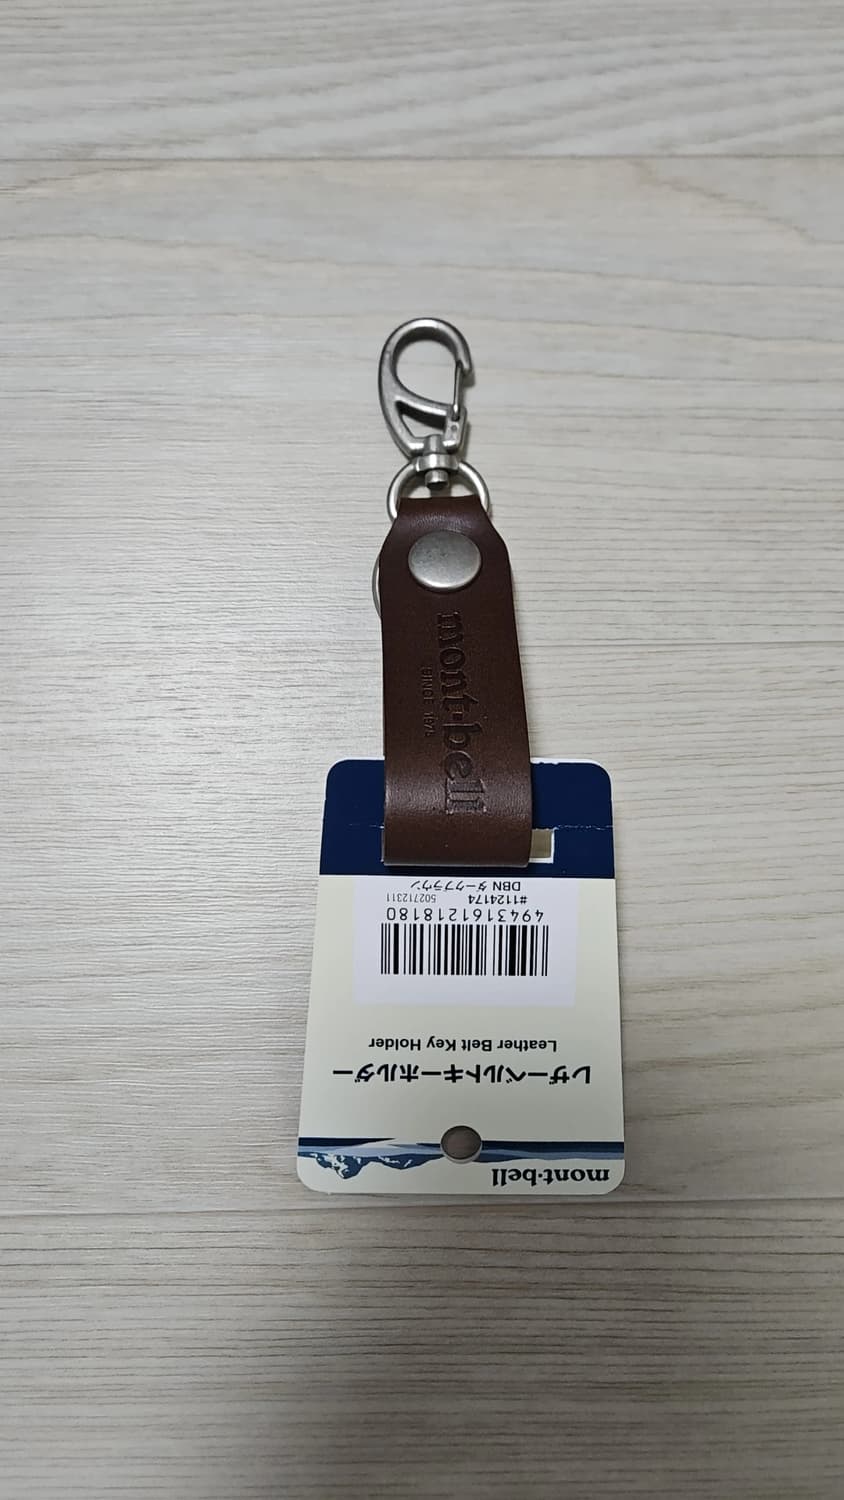 mont·bell
SINCE 1975
mont·bell
レザーベルトキーホルダー
Leather Belt Key Holder
4943161218180
#1124174 502712311
DBN ダークブラウン